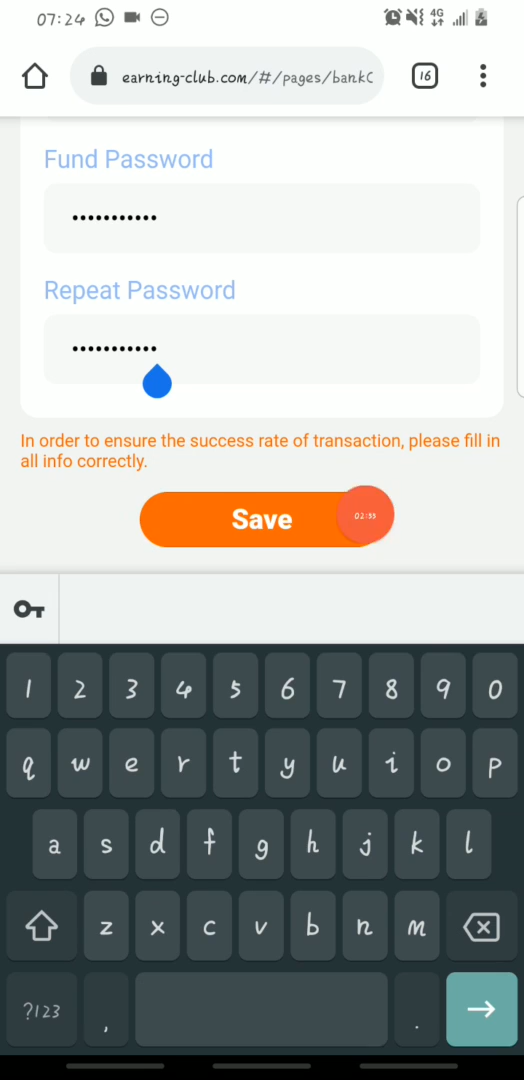 07:24
4G
earning-club.com/#/pages/bankC
16
Fund Password
•••••••••••
Repeat Password
•••••••••••
In order to ensure the success rate of transaction, please fill in
all info correctly.
Save
02:33
1 2 3 4 5 6 7 8 9 0
q w e r t y u i o p
a s d f g h j k l
z x c v b n m
?123 , .